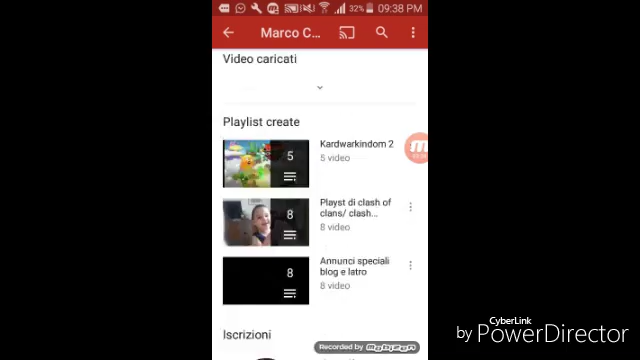 32% 09:38 PM
Marco C...
Video caricati
Playlist create
5
Kardwarkindom 2
5 video
8
Playst di clash of
clans/ clash...
8 video
8
Annunci speciali
blog e latro
8 video
Iscrizioni
Recorded by Mobizen
CyberLink
by PowerDirector